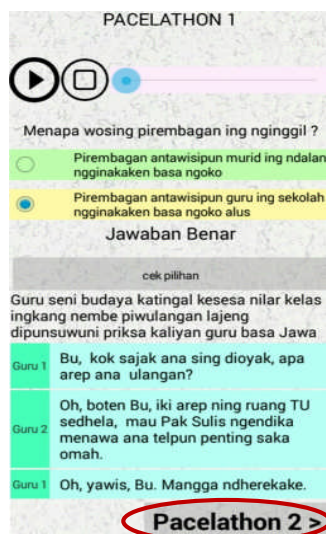 PACELATHON 1
Menapa wosing pirembagan ing nginggil ?
Pirembagan antawisipun murid ing ndalan
ngginakaken basa ngoko
Pirembagan antawisipun guru ing sekolah
ngginakaken basa ngoko alus
Jawaban Benar
cek pilihan
Guru seni budaya katingal kesesa nilar kelas
ingkang nembe piwulangan lajeng
dipunsuwuni priksa kaliyan guru basa Jawa
Guru 1
Bu, kok sajak ana sing dioyak, apa
arep ana ulangan?
Guru 2
Oh, boten Bu, iki arep ning ruang TU
sedhela, mau Pak Sulis ngendika
menawa ana telpun penting saka
omah.
Guru 1
Oh, yawis, Bu. Mangga ndherekake.
Pacelathon 2 >